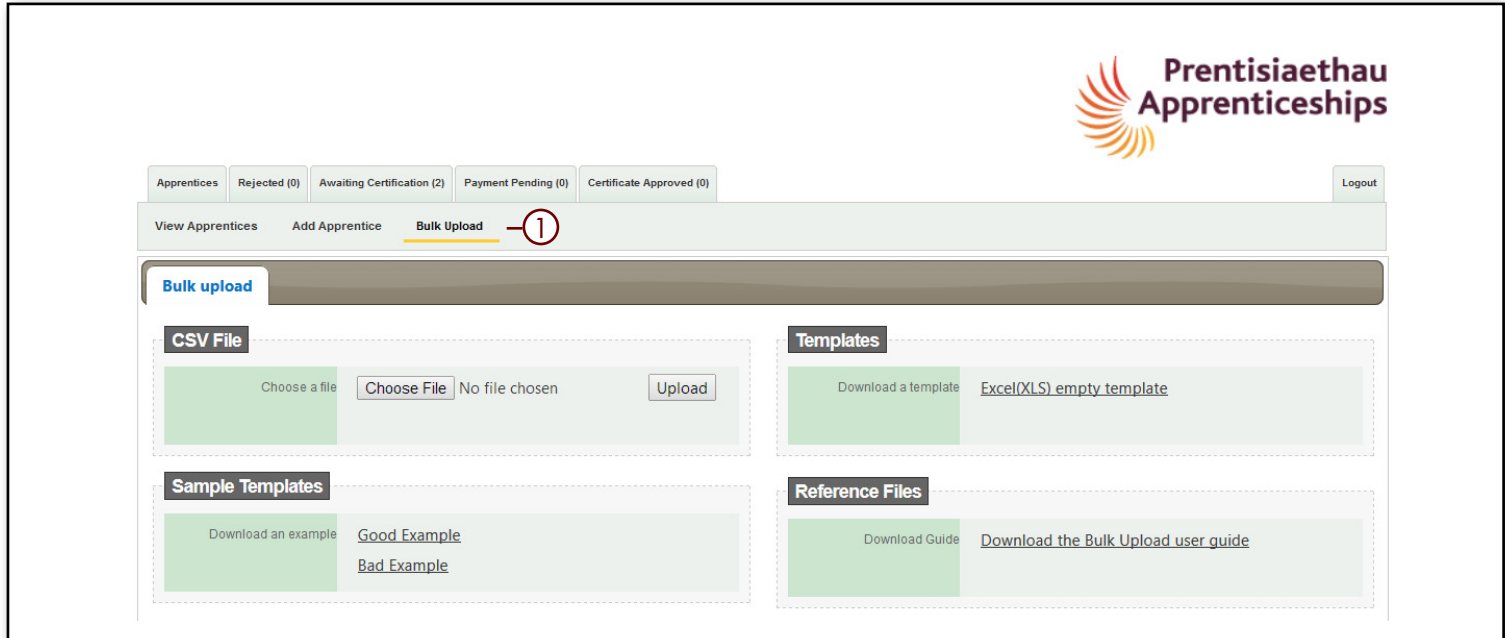 Prentisiaethau
Apprenticeships
Apprentices Rejected (0) Awaiting Certification (2) Payment Pending (0) Certificate Approved (0) Logout
View Apprentices Add Apprentice Bulk Upload 1
Bulk upload
CSV File
Choose a file Choose File No file chosen Upload
Templates
Download a template Excel(XLS) empty template
Sample Templates
Download an example Good Example
Bad Example
Reference Files
Download Guide Download the Bulk Upload user guide